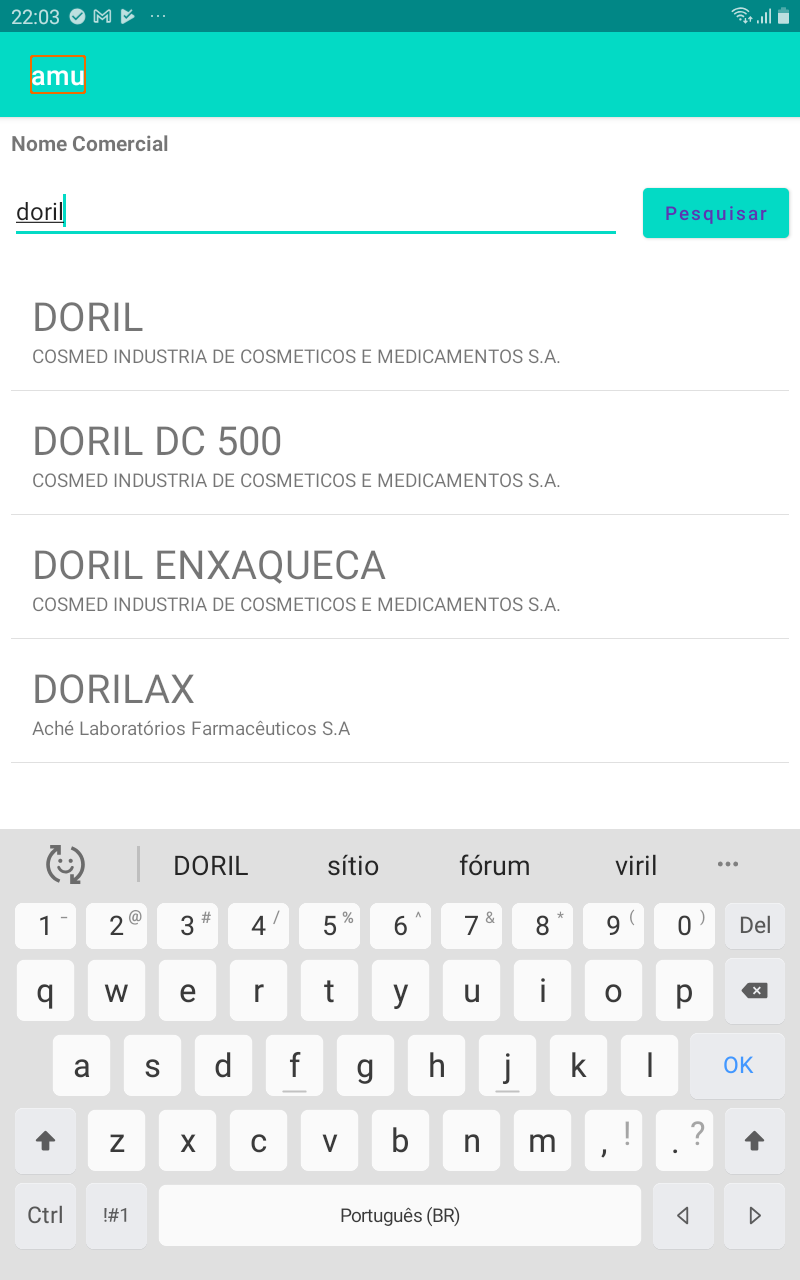 22:03
amu
Nome Comercial
doril
Pesquisar
DORIL
COSMED INDUSTRIA DE COSMETICOS E MEDICAMENTOS S.A.
DORIL DC 500
COSMED INDUSTRIA DE COSMETICOS E MEDICAMENTOS S.A.
DORIL ENXAQUECA
COSMED INDUSTRIA DE COSMETICOS E MEDICAMENTOS S.A.
DORILAX
Aché Laboratórios Farmacêuticos S.A
DORIL sítio fórum viril ...
1 - 2 @ 3 # 4 / 5 % 6 ^ 7 & 8 * 9 ( 0 ) Del
q w e r t y u i o p
a s d f g h j k l OK
z x c v b n m , ! . ?
Ctrl !#1 Português (BR)